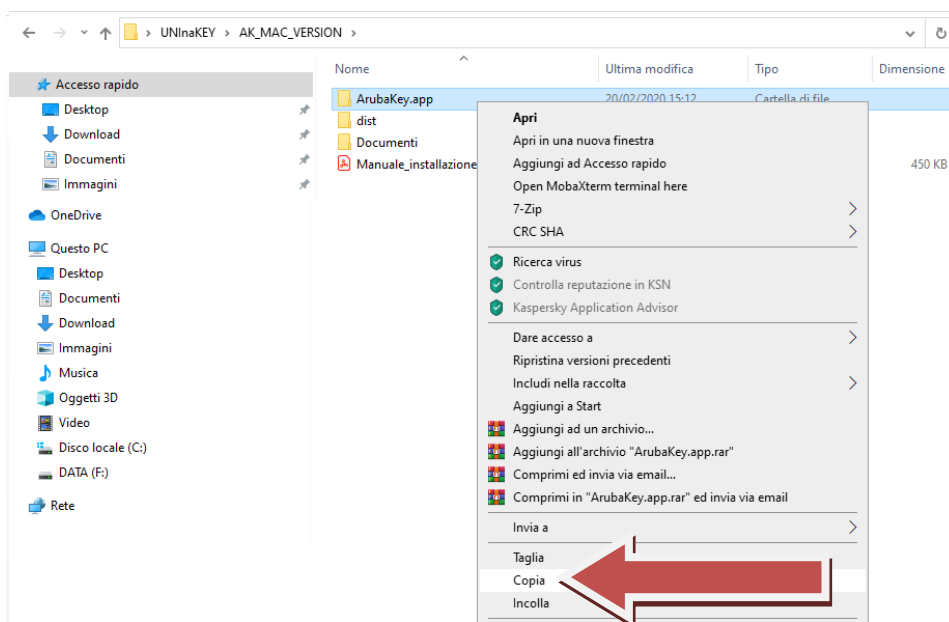 UNInaKEY > AK_MAC_VERSION >
Nome Ultima modifica Tipo Dimensione
Accesso rapido
Desktop
Download
Documenti
Immagini
OneDrive
Questo PC
Desktop
Documenti
Download
Immagini
Musica
Oggetti 3D
Video
Disco locale (C:)
DATA (F:)
Rete
ArubaKey.app 20/02/2020 15:12 Cartella di file
dist
Documenti
Manuale_installazione 450 KB
Apri
Apri in una nuova finestra
Aggiungi ad Accesso rapido
Open MobaXterm terminal here
7-Zip
CRC SHA
Ricerca virus
Controlla reputazione in KSN
Kaspersky Application Advisor
Dare accesso a
Ripristina versioni precedenti
Includi nella raccolta
Aggiungi a Start
Aggiungi ad un archivio...
Aggiungi all'archivio "ArubaKey.app.rar"
Comprimi ed invia via email...
Comprimi in "ArubaKey.app.rar" ed invia via email
Invia a
Taglia
Copia
Incolla